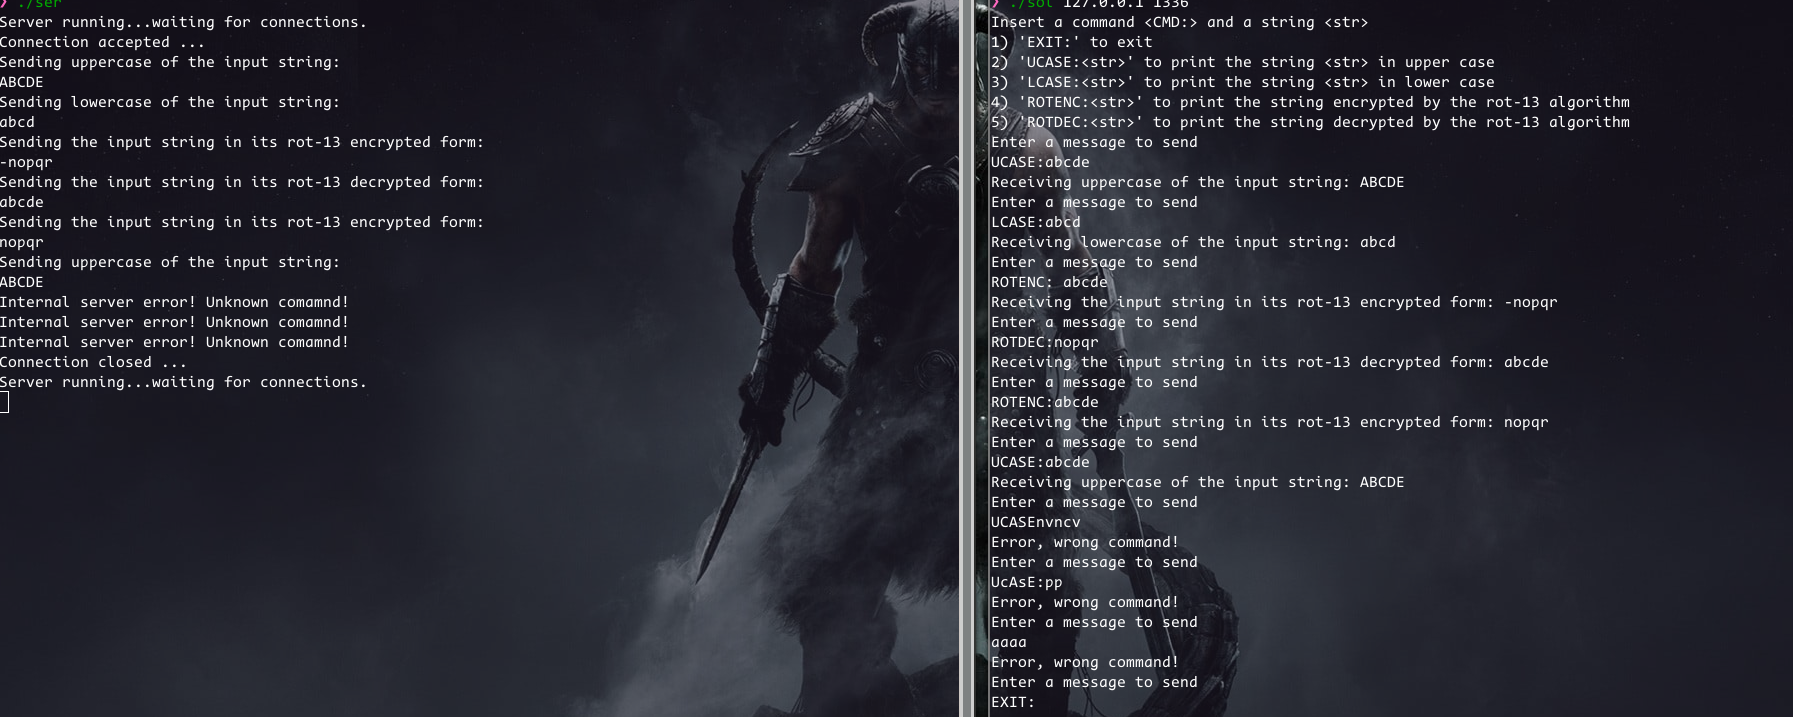 ❯ ./ser
Server running...waiting for connections.
Connection accepted ...
Sending uppercase of the input string:
ABCDE
Sending lowercase of the input string:
abcd
Sending the input string in its rot-13 encrypted form:
-nopqr
Sending the input string in its rot-13 decrypted form:
abcde
Sending the input string in its rot-13 encrypted form:
nopqr
Sending uppercase of the input string:
ABCDE
Internal server error! Unknown comamnd!
Internal server error! Unknown comamnd!
Internal server error! Unknown comamnd!
Connection closed ...
Server running...waiting for connections.
❯ ./sol 127.0.0.1 1336
Insert a command <CMD:> and a string <str>
1) 'EXIT:' to exit
2) 'UCASE:<str>' to print the string <str> in upper case
3) 'LCASE:<str>' to print the string <str> in lower case
4) 'ROTENC:<str>' to print the string encrypted by the rot-13 algorithm
5) 'ROTDEC:<str>' to print the string decrypted by the rot-13 algorithm
Enter a message to send
UCASE:abcde
Receiving uppercase of the input string: ABCDE
Enter a message to send
LCASE:abcd
Receiving lowercase of the input string: abcd
Enter a message to send
ROTENC: abcde
Receiving the input string in its rot-13 encrypted form: -nopqr
Enter a message to send
ROTDEC:nopqr
Receiving the input string in its rot-13 decrypted form: abcde
Enter a message to send
ROTENC:abcde
Receiving the input string in its rot-13 encrypted form: nopqr
Enter a message to send
UCASE:abcde
Receiving uppercase of the input string: ABCDE
Enter a message to send
UCASEnvncv
Error, wrong command!
Enter a message to send
UcAsE:pp
Error, wrong command!
Enter a message to send
aaaa
Error, wrong command!
Enter a message to send
EXIT: